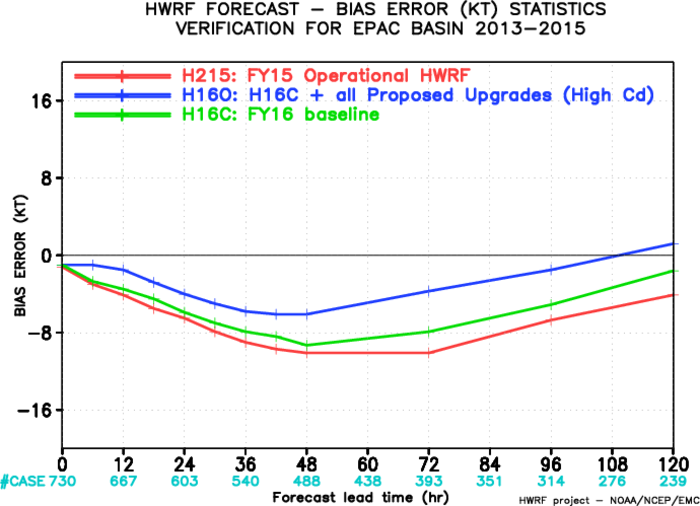 HWRF FORECAST – BIAS ERROR (KT) STATISTICS
VERIFICATION FOR EPAC BASIN 2013–2015
H215: FY15 Operational HWRF
H16O: H16C + all Proposed Upgrades (High Cd)
H16C: FY16 baseline
16
8
0
–8
–16
BIAS ERROR (KT)
0 12 24 36 48 60 72 84 96 108 120
#CASE 730 667 603 540 488 438 393 351 314 276 239
Forecast lead time (hr)
HWRF project – NOAA/NCEP/EMC